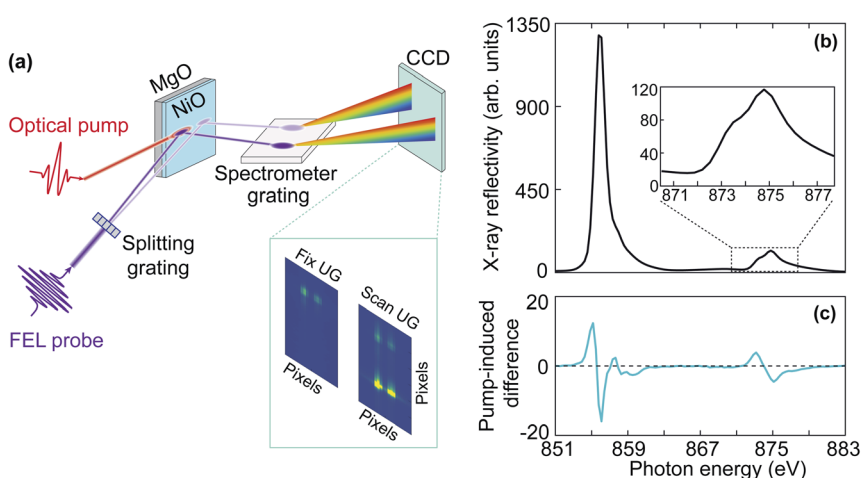 (a)
MgO
NiO
CCD
Optical pump
Spectrometer
grating
Splitting
grating
FEL probe
Fix UG
Scan UG
Pixels
Pixels
Pixels
(b)
X-ray reflectivity (arb. units)
1350
900
450
0
120
80
40
0
871 873 875 877
(c)
Pump-induced
difference
20
0
-20
851 859 867 875 883
Photon energy (eV)